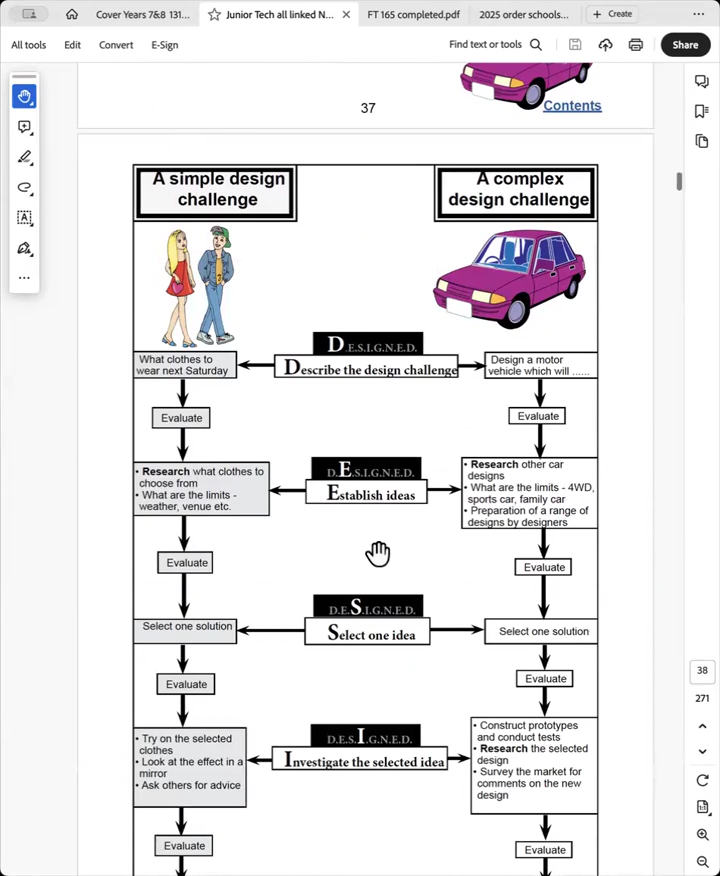 Cover Years 7&8 131...
Junior Tech all linked N...
FT 165 completed.pdf
2025 order schools...
Create
All tools
Edit
Convert
E-Sign
Find text or tools
Share
37
Contents
A simple design
challenge
A complex
design challenge
D.E.S.I.G.N.E.D.
What clothes to
wear next Saturday
Describe the design challenge
Design a motor
vehicle which will ......
Evaluate
Evaluate
D.E.S.I.G.N.E.D.
• Research what clothes to
choose from
• What are the limits -
weather, venue etc.
Establish ideas
• Research other car
designs
• What are the limits - 4WD,
sports car, family car
• Preparation of a range of
designs by designers
Evaluate
Evaluate
D.E.S.I.G.N.E.D.
Select one solution
Select one idea
Select one solution
Evaluate
Evaluate
38
271
D.E.S.I.G.N.E.D.
• Try on the selected
clothes
• Look at the effect in a
mirror
• Ask others for advice
Investigate the selected idea
• Construct prototypes
and conduct tests
• Research the selected
design
• Survey the market for
comments on the new
design
Evaluate
Evaluate